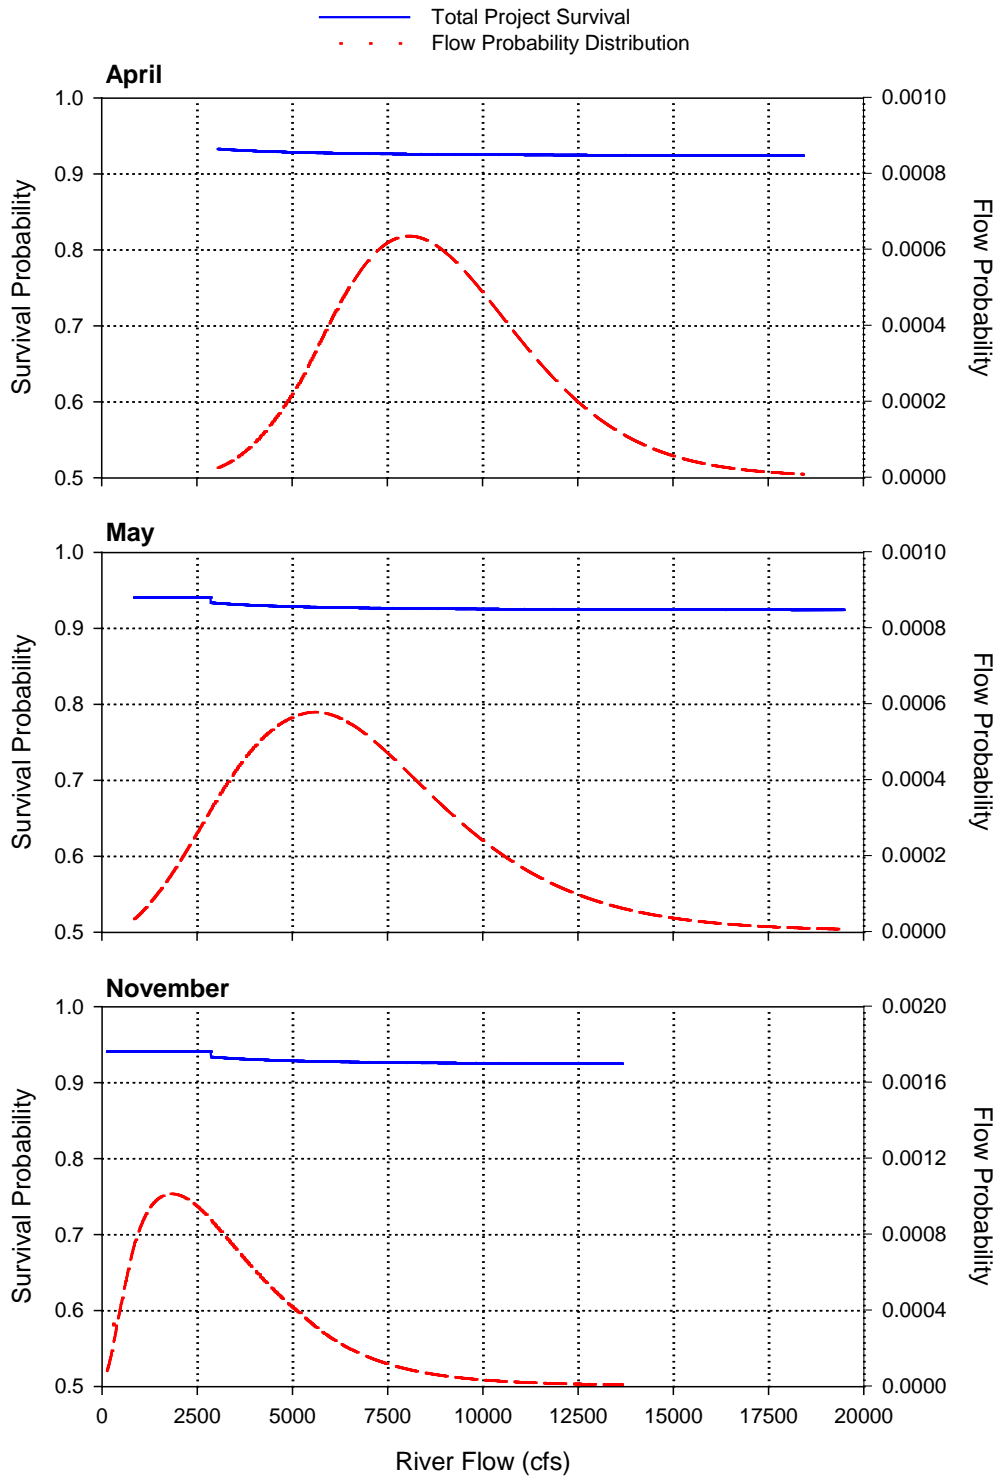 Total Project Survival
Flow Probability Distribution
April
1.0
0.9
0.8
0.7
0.6
0.5
Survival Probability
0.0010
0.0008
0.0006
0.0004
0.0002
0.0000
Flow Probability
May
1.0
0.9
0.8
0.7
0.6
0.5
Survival Probability
0.0010
0.0008
0.0006
0.0004
0.0002
0.0000
Flow Probability
November
1.0
0.9
0.8
0.7
0.6
0.5
Survival Probability
0.0020
0.0016
0.0012
0.0008
0.0004
0.0000
Flow Probability
0 2500 5000 7500 10000 12500 15000 17500 20000
River Flow (cfs)